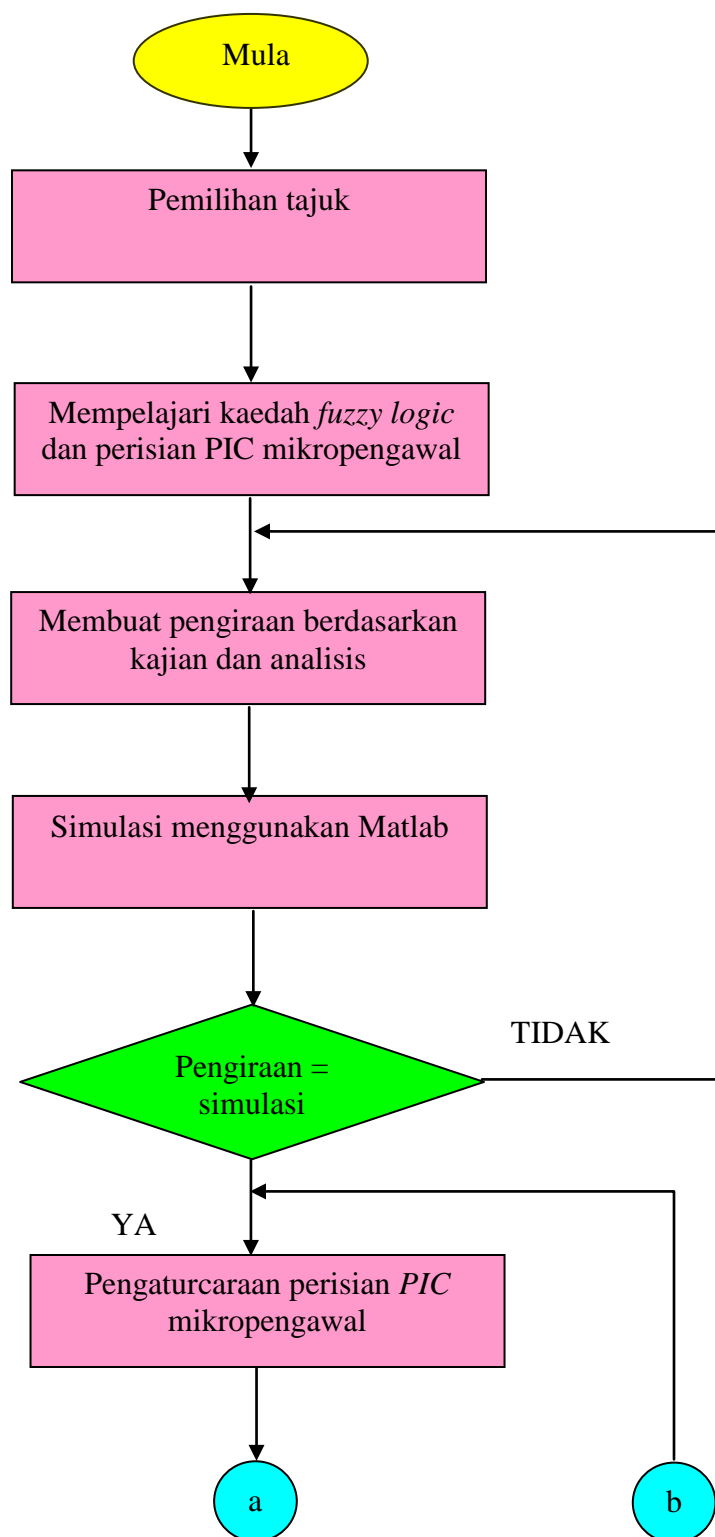 Mula
Pemilihan tajuk
Mempelajari kaedah fuzzy logic
dan perisian PIC mikropengawal
Membuat pengiraan berdasarkan
kajian dan analisis
Simulasi menggunakan Matlab
TIDAK
Pengiraan =
simulasi
YA
Pengaturcaraan perisian PIC
mikropengawal
a
b